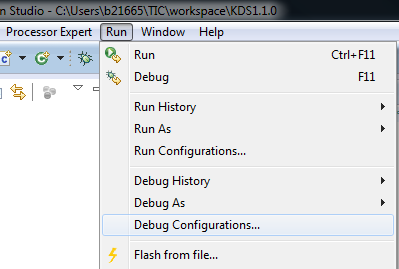 n Studio - C:\Users\b21665\TIC\workspace\KDS1.1.0
Processor Expert Run Window Help
Run Ctrl+F11
Debug F11
Run History
Run As
Run Configurations...
Debug History
Debug As
Debug Configurations...
Flash from file...